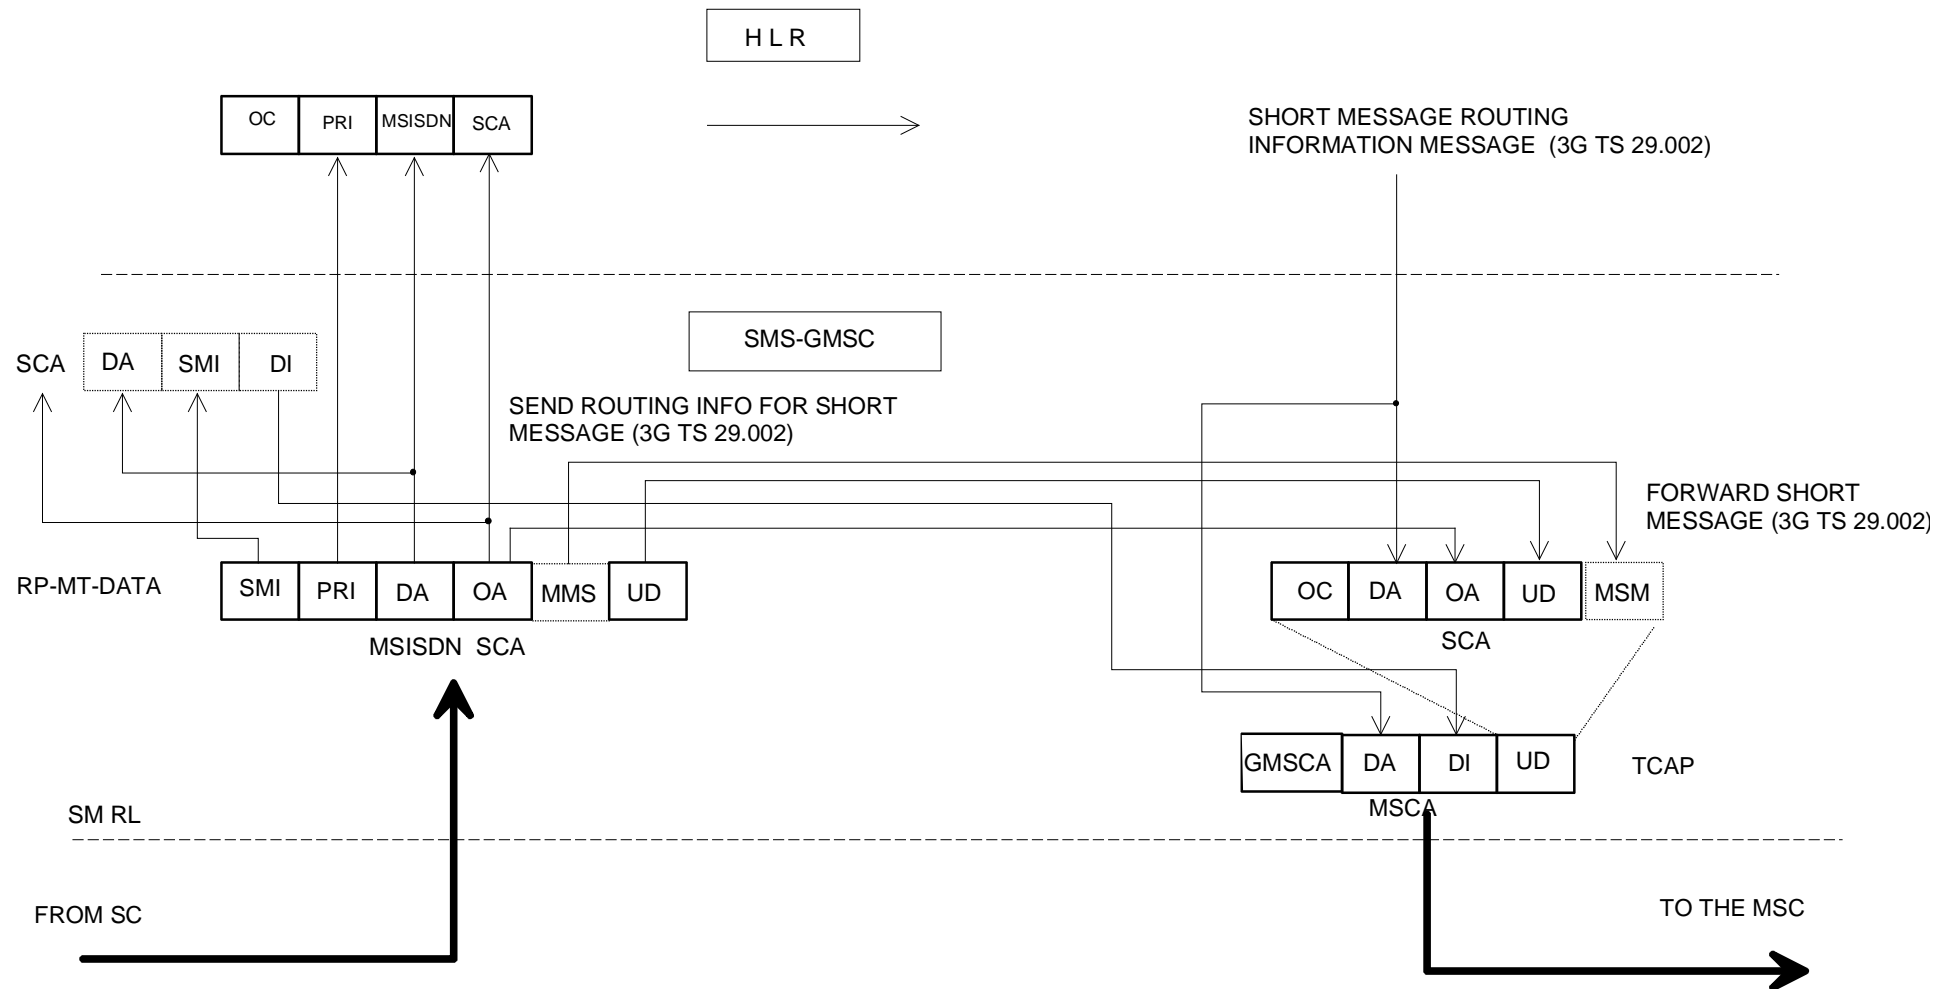 H L R
OC PRI MSISDN SCA
SHORT MESSAGE ROUTING
INFORMATION MESSAGE (3G TS 29.002)
SMS-GMSC
SCA DA SMI DI
SEND ROUTING INFO FOR SHORT
MESSAGE (3G TS 29.002)
FORWARD SHORT
MESSAGE (3G TS 29.002)
RP-MT-DATA SMI PRI DA OA MMS UD
MSISDN SCA
OC DA OA UD MSM
SCA
GMSCA DA DI UD TCAP
MSCA
SM RL
FROM SC
TO THE MSC